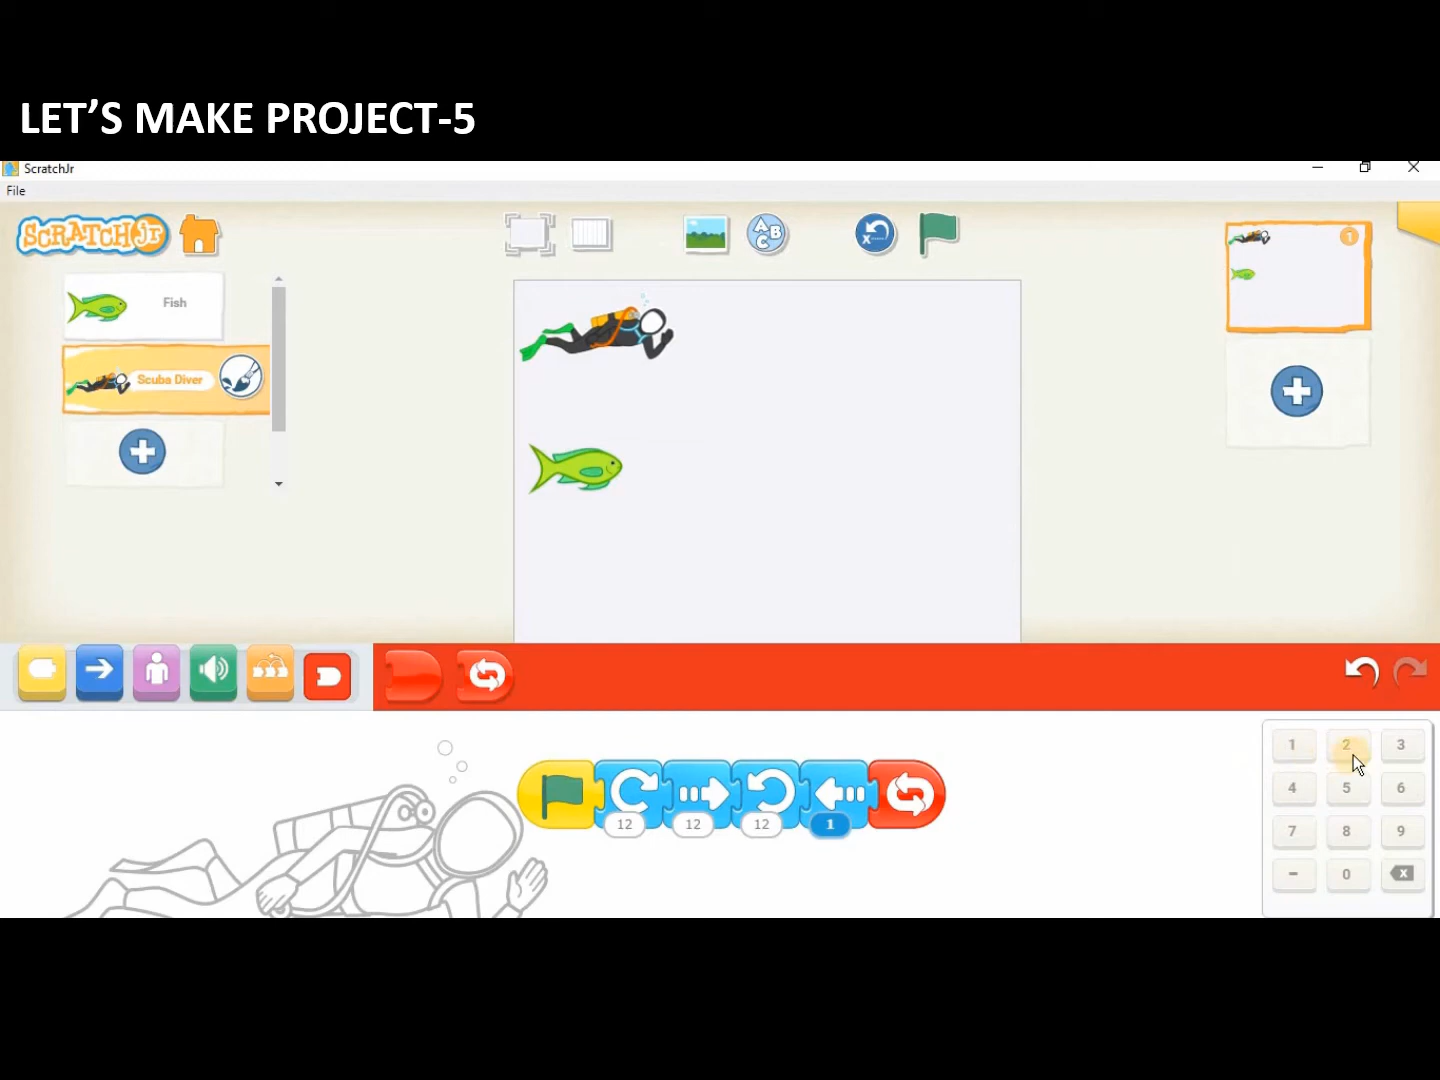 LET’S MAKE PROJECT-5
ScratchJr
File
SCRATCHJr
A B C
x
1
Fish
Scuba Diver
12 12 12 1
1 2 3
4 5 6
7 8 9
- 0 x